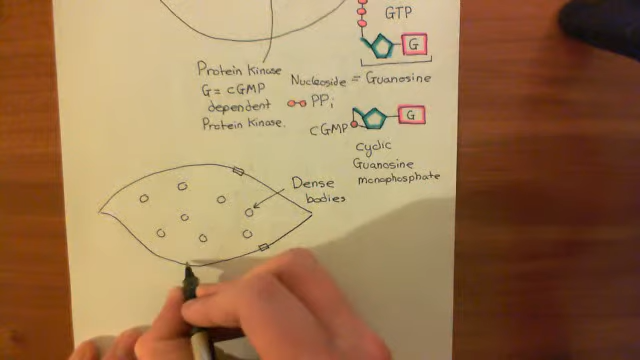 GTP
G
Protein Kinase
G = cGMP
dependent
Protein Kinase.
Nucleoside = Guanosine
PPi
cGMP
G
cyclic
Guanosine
monophosphate
Dense
bodies